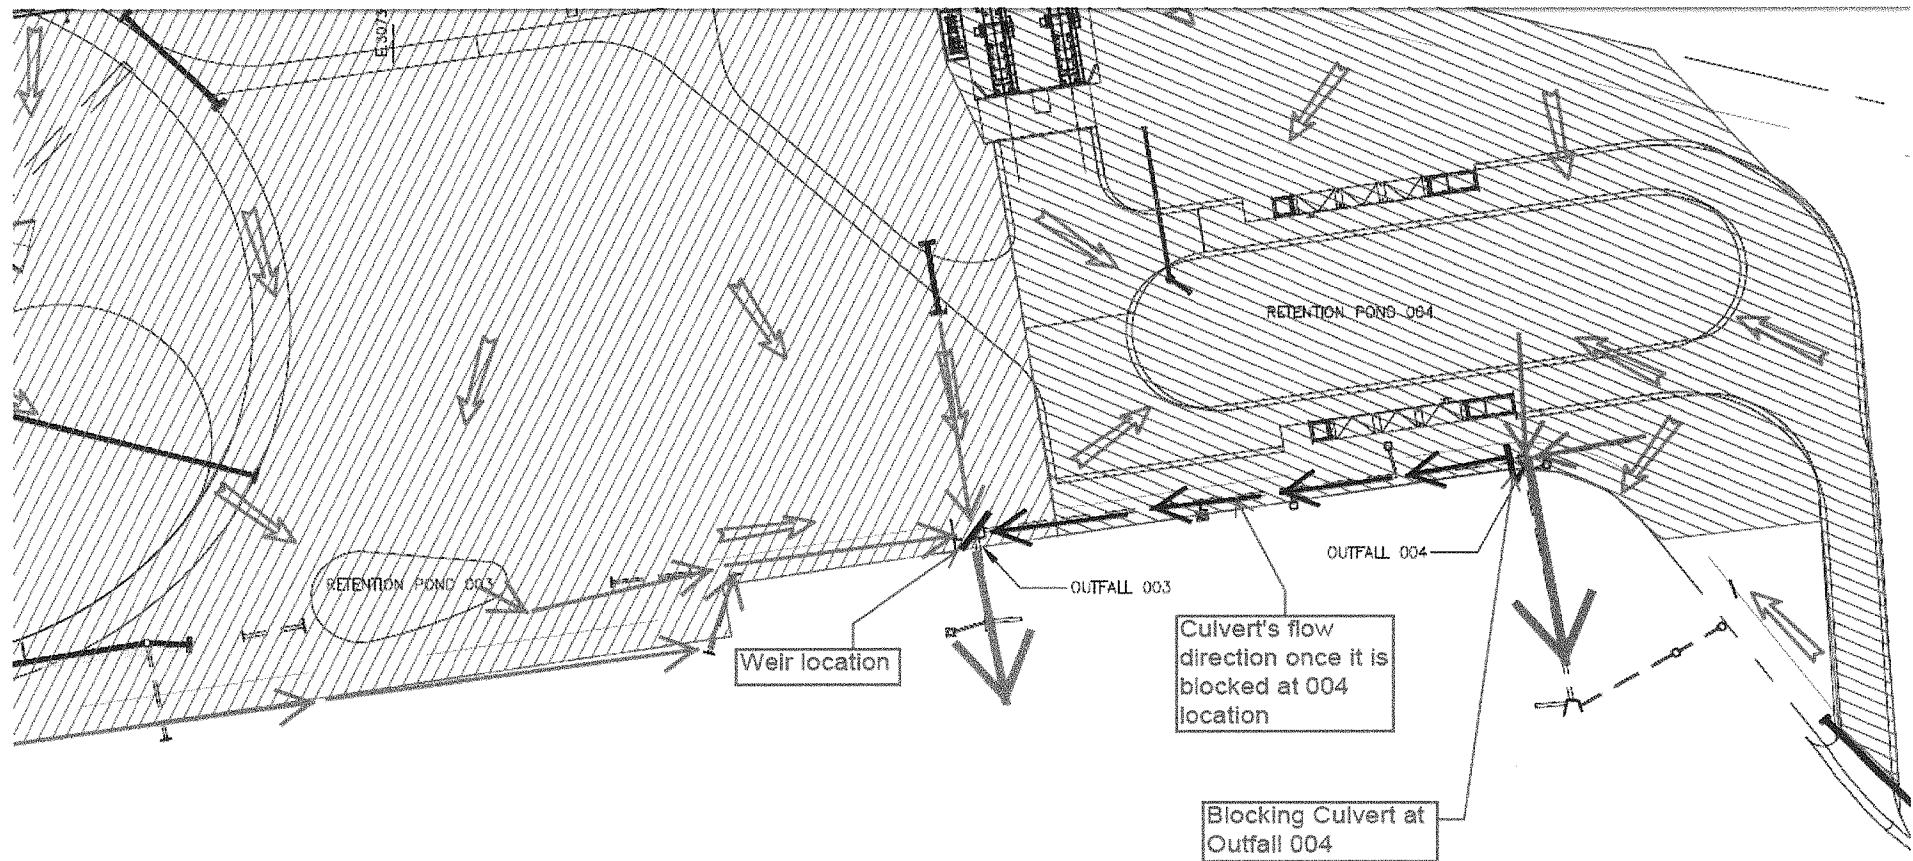 E 3073
RETENTION POND 004
RETENTION POND 003
OUTFALL 004
OUTFALL 003
Weir location
Culvert's flow
direction once it is
blocked at 004
location
Blocking Culvert at
Outfall 004